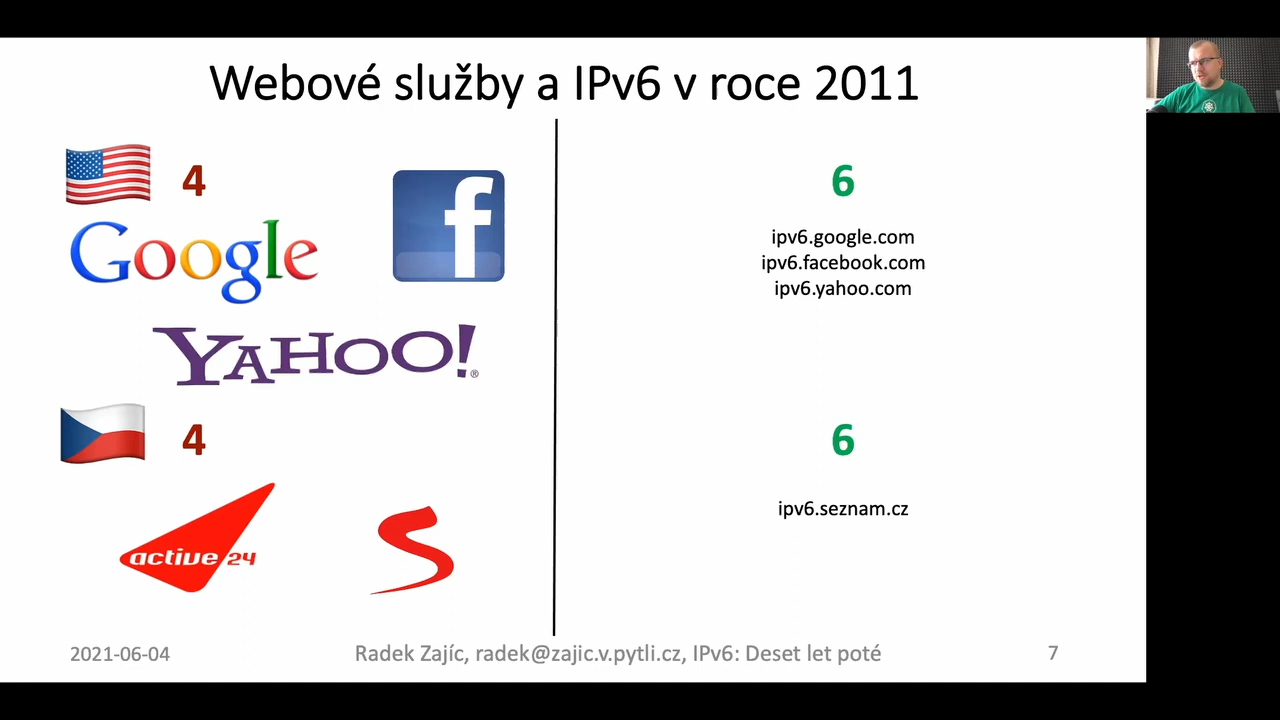 Webové služby a IPv6 v roce 2011
4
Google
f
YAHOO!®
6
ipv6.google.com
ipv6.facebook.com
ipv6.yahoo.com
4
active 24
S
6
ipv6.seznam.cz
2021-06-04
Radek Zajíc, radek@zajic.v.pytli.cz, IPv6: Deset let poté
7